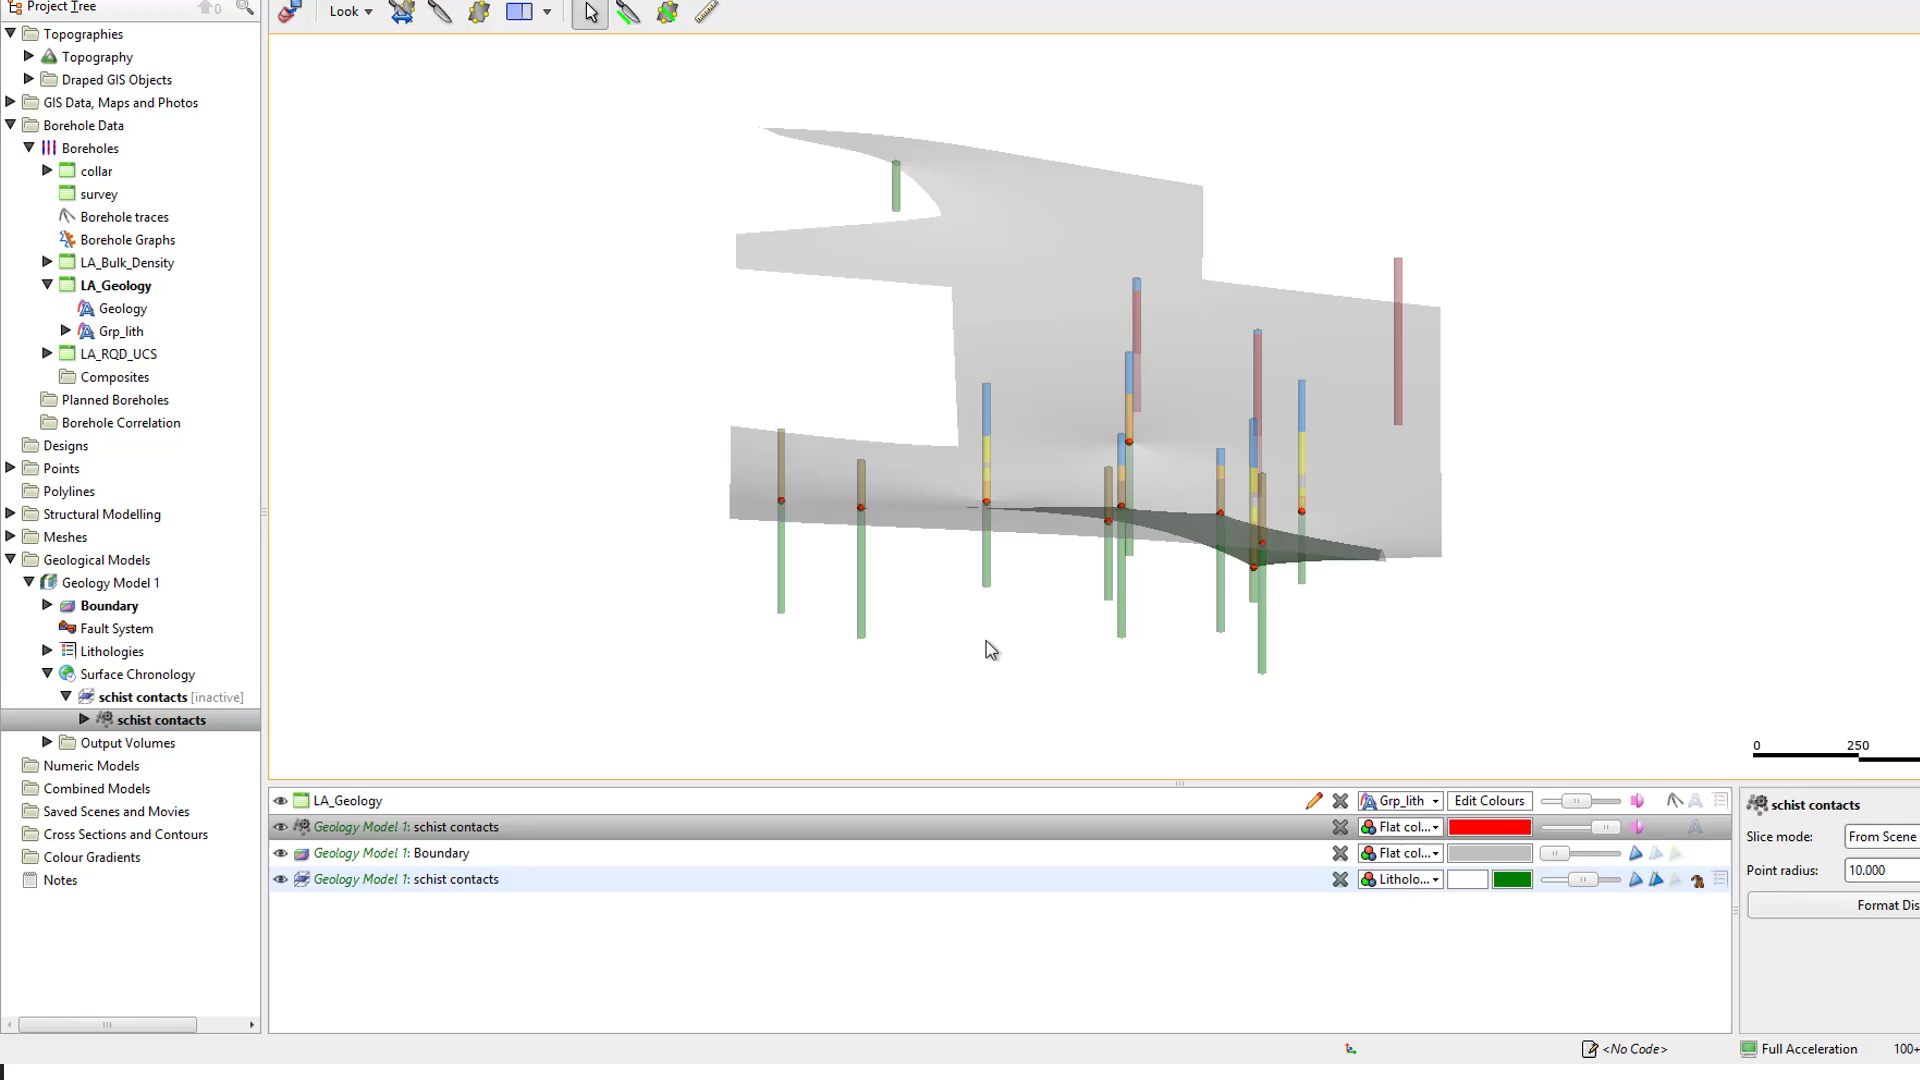 Project Tree
0
Look
Topographies
Topography
Draped GIS Objects
GIS Data, Maps and Photos
Borehole Data
Boreholes
collar
survey
Borehole traces
Borehole Graphs
LA_Bulk_Density
LA_Geology
Geology
Grp_lith
LA_RQD_UCS
Composites
Planned Boreholes
Borehole Correlation
Designs
Points
Polylines
Structural Modelling
Meshes
Geological Models
Geology Model 1
Boundary
Fault System
Lithologies
Surface Chronology
schist contacts [inactive]
schist contacts
Output Volumes
Numeric Models
Combined Models
Saved Scenes and Movies
Cross Sections and Contours
Colour Gradients
Notes
0 250
LA_Geology Grp_lith Edit Colours
Geology Model 1: schist contacts Flat col...
Geology Model 1: Boundary Flat col...
Geology Model 1: schist contacts Litholo...
schist contacts
Slice mode: From Scene
Point radius: 10.000
Format Dis
<No Code> Full Acceleration 100+